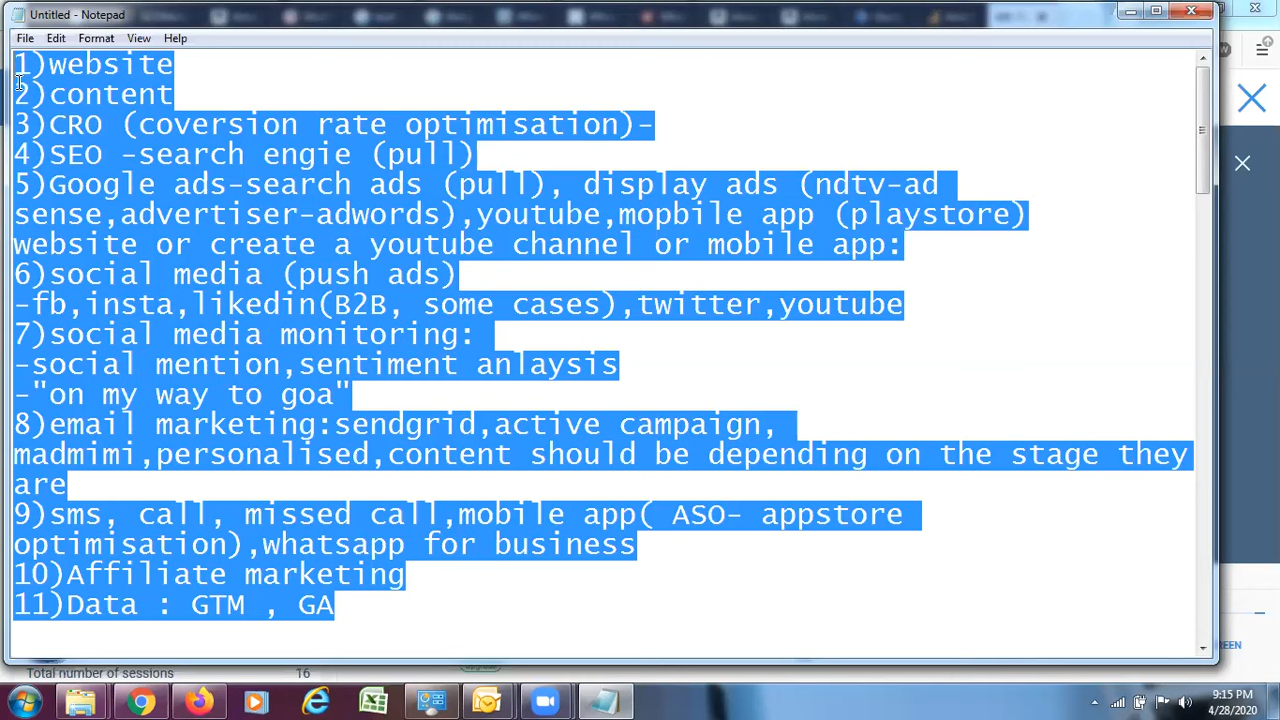 Untitled - Notepad
File Edit Format View Help
1)website
2)content
3)CRO (coversion rate optimisation)-
4)SEO -search engie (pull)
5)Google ads-search ads (pull), display ads (ndtv-ad
sense,advertiser-adwords),youtube,mopbile app (playstore)
website or create a youtube channel or mobile app:
6)social media (push ads)
-fb,insta,likedin(B2B, some cases),twitter,youtube
7)social media monitoring:
-social mention,sentiment anlaysis
-"on my way to goa"
8)email marketing:sendgrid,active campaign,
madmimi,personalised,content should be depending on the stage they
are
9)sms, call, missed call,mobile app( ASO- appstore
optimisation),whatsapp for business
10)Affiliate marketing
11)Data : GTM , GA
REEN
Total number of sessions 16
9:15 PM
4/28/2020